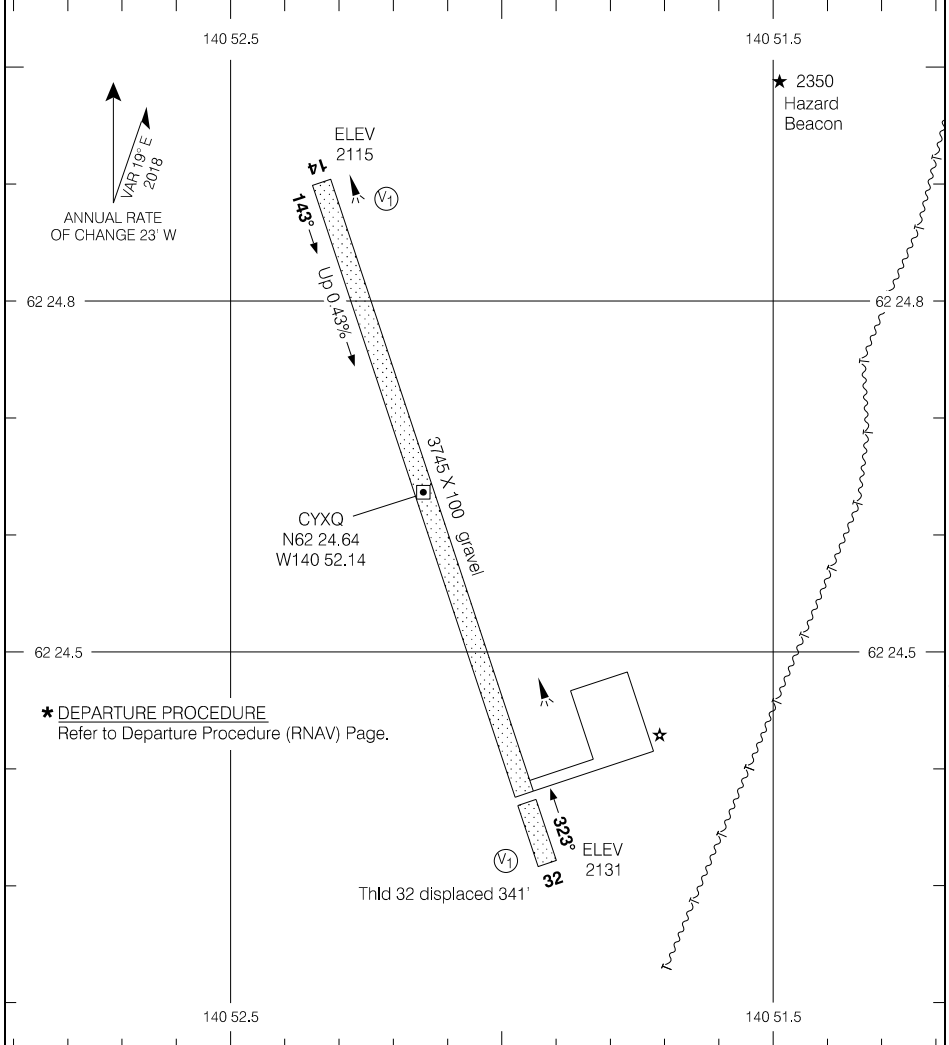 140 52.5
140 51.5
2350
Hazard
Beacon
VAR 19° E
2018
ANNUAL RATE
OF CHANGE 23' W
ELEV
2115
14
V1
143°
Up 0.43%
62 24.8
62 24.8
3745 X 100 gravel
CYXQ
N62 24.64
W140 52.14
62 24.5
62 24.5
* DEPARTURE PROCEDURE
Refer to Departure Procedure (RNAV) Page.
323°
ELEV
2131
V1
32
Thld 32 displaced 341'
140 52.5
140 51.5